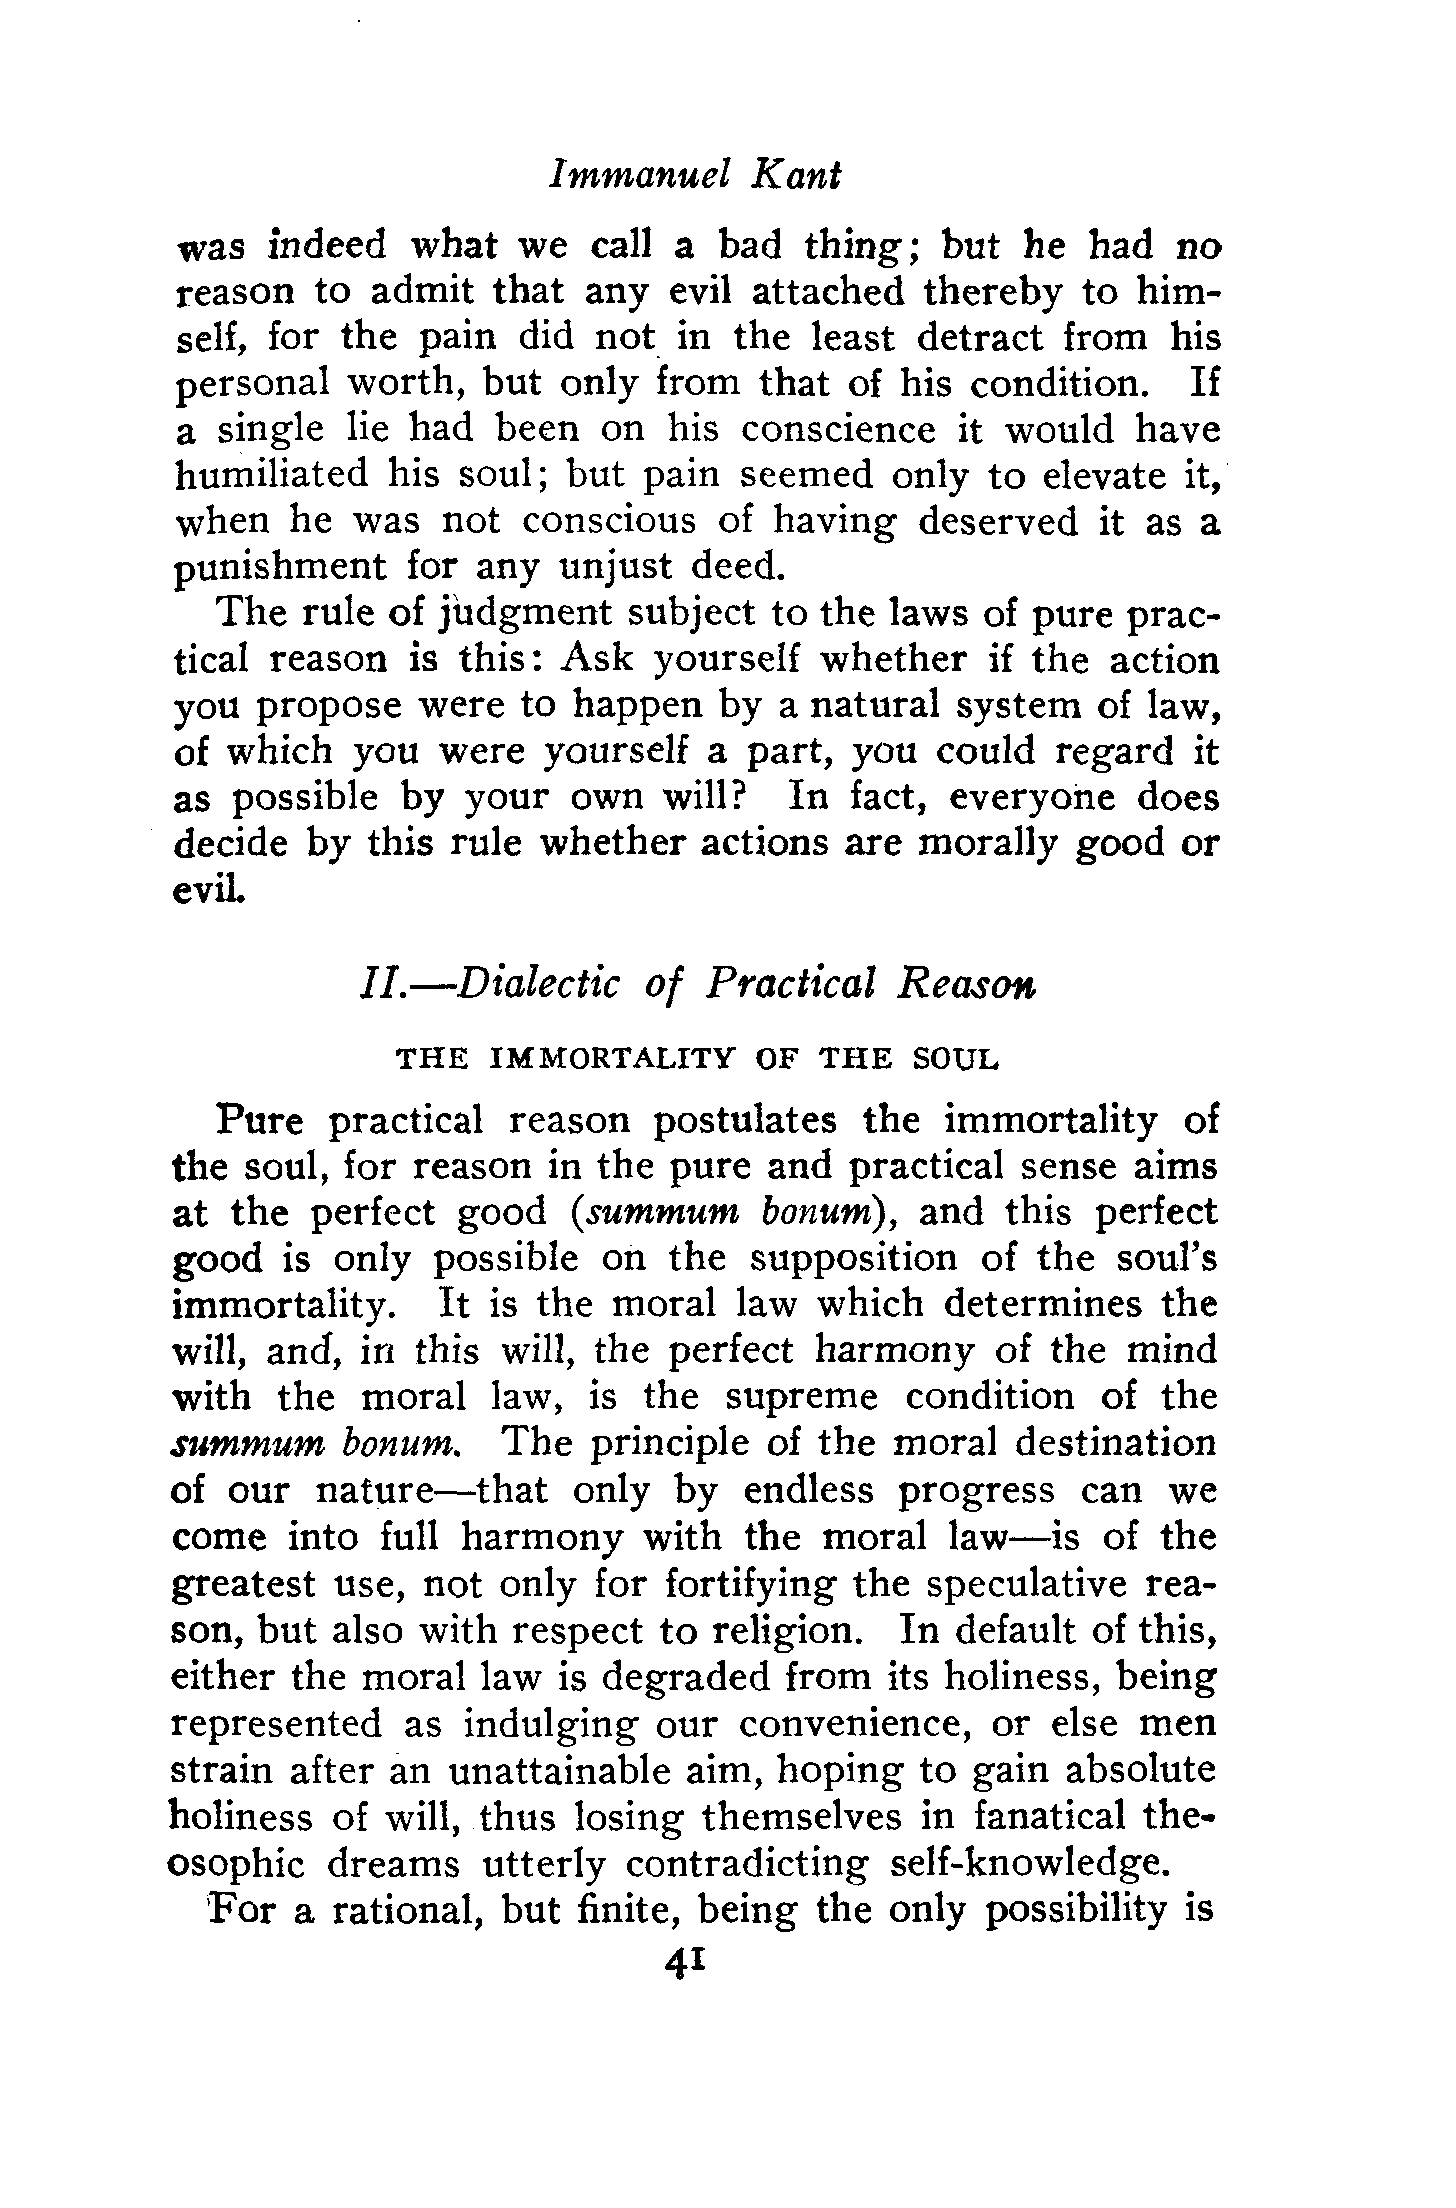 Immanuel Kant
was indeed what we call a bad thing; but he had no
reason to admit that any evil attached thereby to him-
self, for the pain did not in the least detract from his
personal worth, but only from that of his condition. If
a single lie had been on his conscience it would have
humiliated his soul; but pain seemed only to elevate it,
when he was not conscious of having deserved it as a
punishment for any unjust deed.
The rule of judgment subject to the laws of pure prac-
tical reason is this: Ask yourself whether if the action
you propose were to happen by a natural system of law,
of which you were yourself a part, you could regard it
as possible by your own will? In fact, everyone does
decide by this rule whether actions are morally good or
evil.
II.—Dialectic of Practical Reason
THE IMMORTALITY OF THE SOUL
Pure practical reason postulates the immortality of
the soul, for reason in the pure and practical sense aims
at the perfect good (summum bonum), and this perfect
good is only possible on the supposition of the soul's
immortality. It is the moral law which determines the
will, and, in this will, the perfect harmony of the mind
with the moral law, is the supreme condition of the
summum bonum. The principle of the moral destination
of our nature—that only by endless progress can we
come into full harmony with the moral law—is of the
greatest use, not only for fortifying the speculative rea-
son, but also with respect to religion. In default of this,
either the moral law is degraded from its holiness, being
represented as indulging our convenience, or else men
strain after an unattainable aim, hoping to gain absolute
holiness of will, thus losing themselves in fanatical the-
osophic dreams utterly contradicting self-knowledge.
For a rational, but finite, being the only possibility is
41